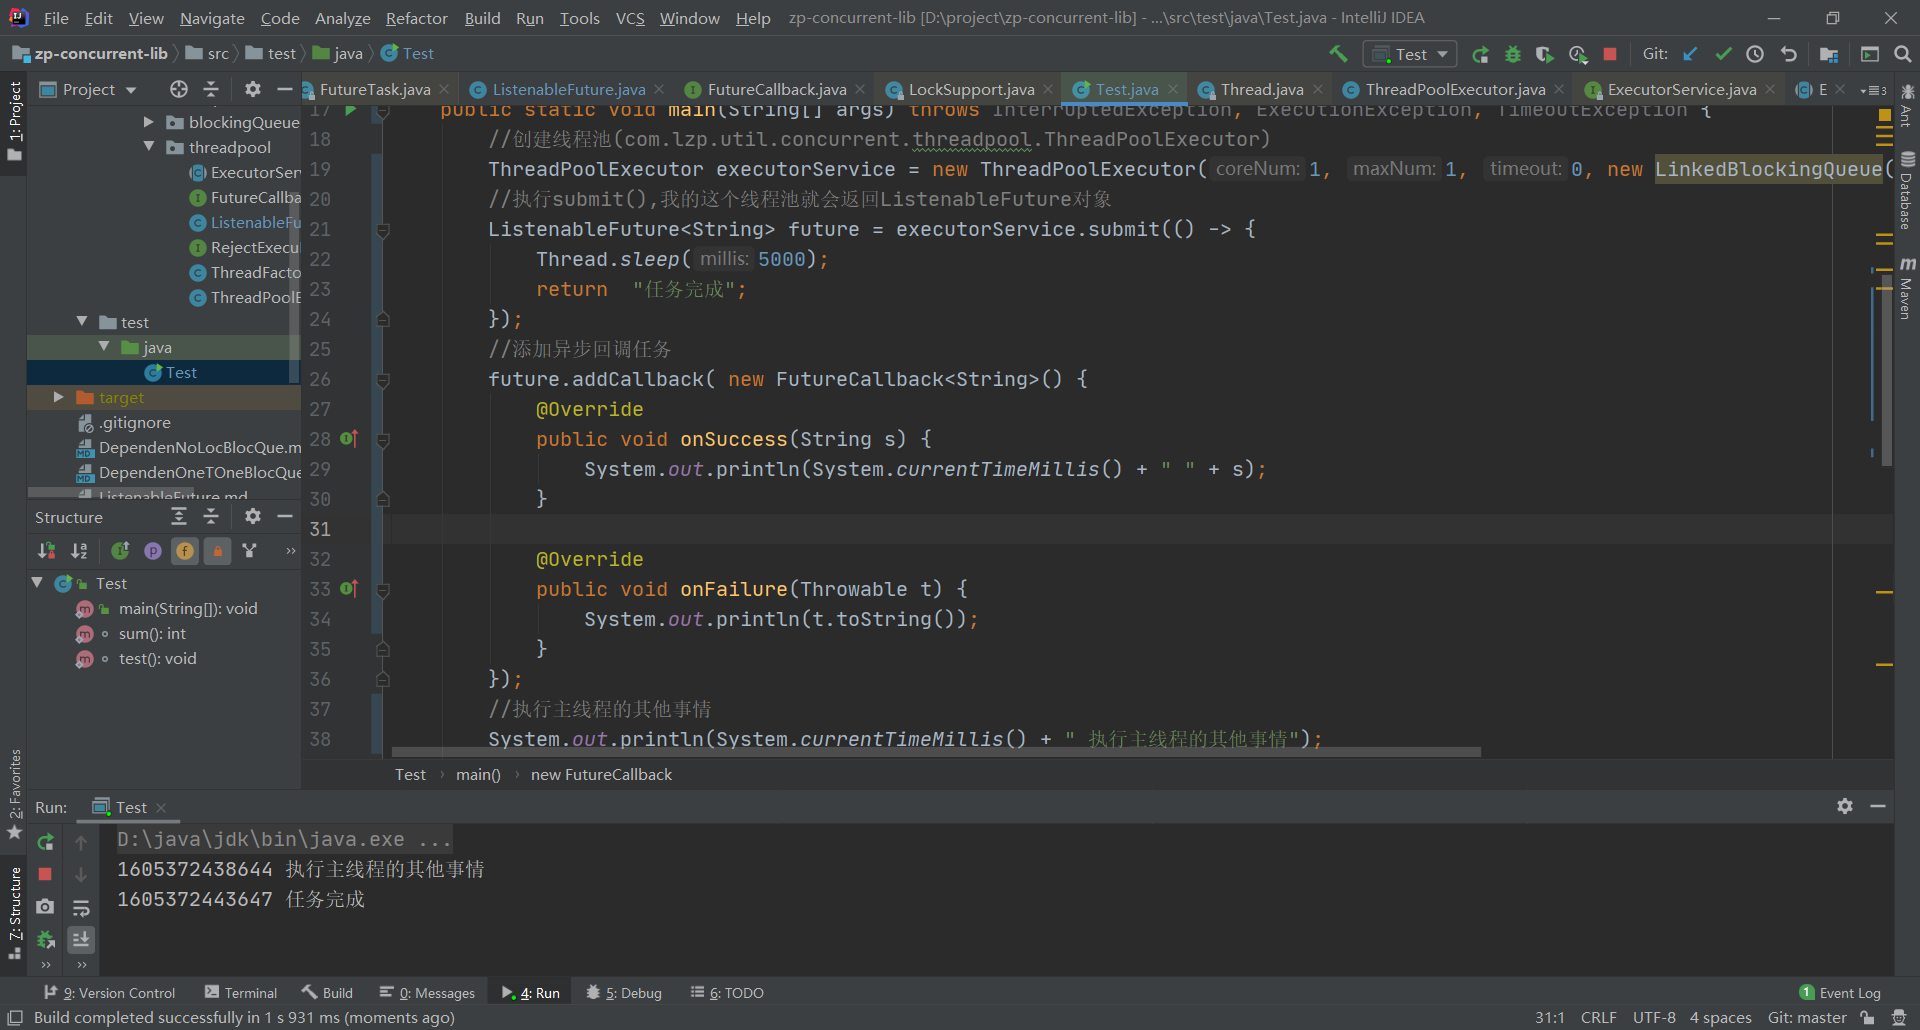 File Edit View Navigate Code Analyze Refactor Build Run Tools VCS Window Help zp-concurrent-lib [D:\project\zp-concurrent-lib] - ...\src\test\java\Test.java - IntelliJ IDEA
zp-concurrent-lib src test java Test Test Git:
1: Project Project FutureTask.java ListenableFuture.java FutureCallback.java LockSupport.java Test.java Thread.java ThreadPoolExecutor.java ExecutorService.java E 3 Ant
blockingQueue
threadpool
ExecutorSer
FutureCallba
ListenableFu
RejectExecu
ThreadFacto
ThreadPoolE
test
java
Test
target
.gitignore
DependenNoLocBlocQue.m
DependenOneTOneBlocQue
ListenableFuture.md
17 public static void main(String[] args) throws InterruptedException, ExecutionException, TimeoutException {
18 //创建线程池(com.lzp.util.concurrent.threadpool.ThreadPoolExecutor)
19 ThreadPoolExecutor executorService = new ThreadPoolExecutor( coreNum: 1, maxNum: 1, timeout: 0, new LinkedBlockingQueue(
20 //执行submit(),我的这个线程池就会返回ListenableFuture对象
21 ListenableFuture<String> future = executorService.submit(() -> {
22 Thread.sleep( millis: 5000);
23 return "任务完成";
24 });
25 //添加异步回调任务
26 future.addCallback( new FutureCallback<String>() {
27 @Override
28 public void onSuccess(String s) {
29 System.out.println(System.currentTimeMillis() + " " + s);
30 }
31
32 @Override
33 public void onFailure(Throwable t) {
34 System.out.println(t.toString());
35 }
36 });
37 //执行主线程的其他事情
38 System.out.println(System.currentTimeMillis() + " 执行主线程的其他事情");
Database
Maven
Structure
Test
main(String[]): void
sum(): int
test(): void
Test main() new FutureCallback
2: Favorites
7: Structure
Run: Test
D:\java\jdk\bin\java.exe ...
1605372438644 执行主线程的其他事情
1605372443647 任务完成
9: Version Control Terminal Build 0: Messages 4: Run 5: Debug 6: TODO 1 Event Log
Build completed successfully in 1 s 931 ms (moments ago) 31:1 CRLF UTF-8 4 spaces Git: master